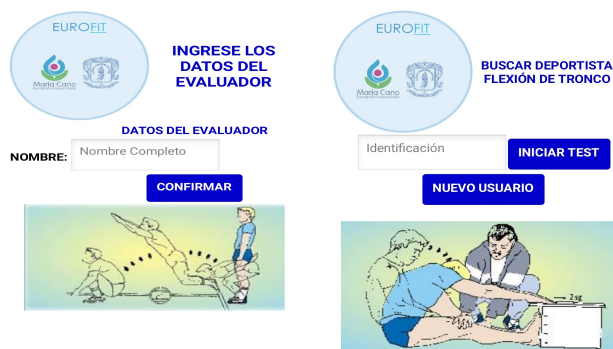 EUROFIT
María Cano
INGRESE LOS
DATOS DEL
EVALUADOR
DATOS DEL EVALUADOR
NOMBRE:
Nombre Completo
CONFIRMAR
EUROFIT
María Cano
BUSCAR DEPORTISTA
FLEXIÓN DE TRONCO
Identificación
INICIAR TEST
NUEVO USUARIO